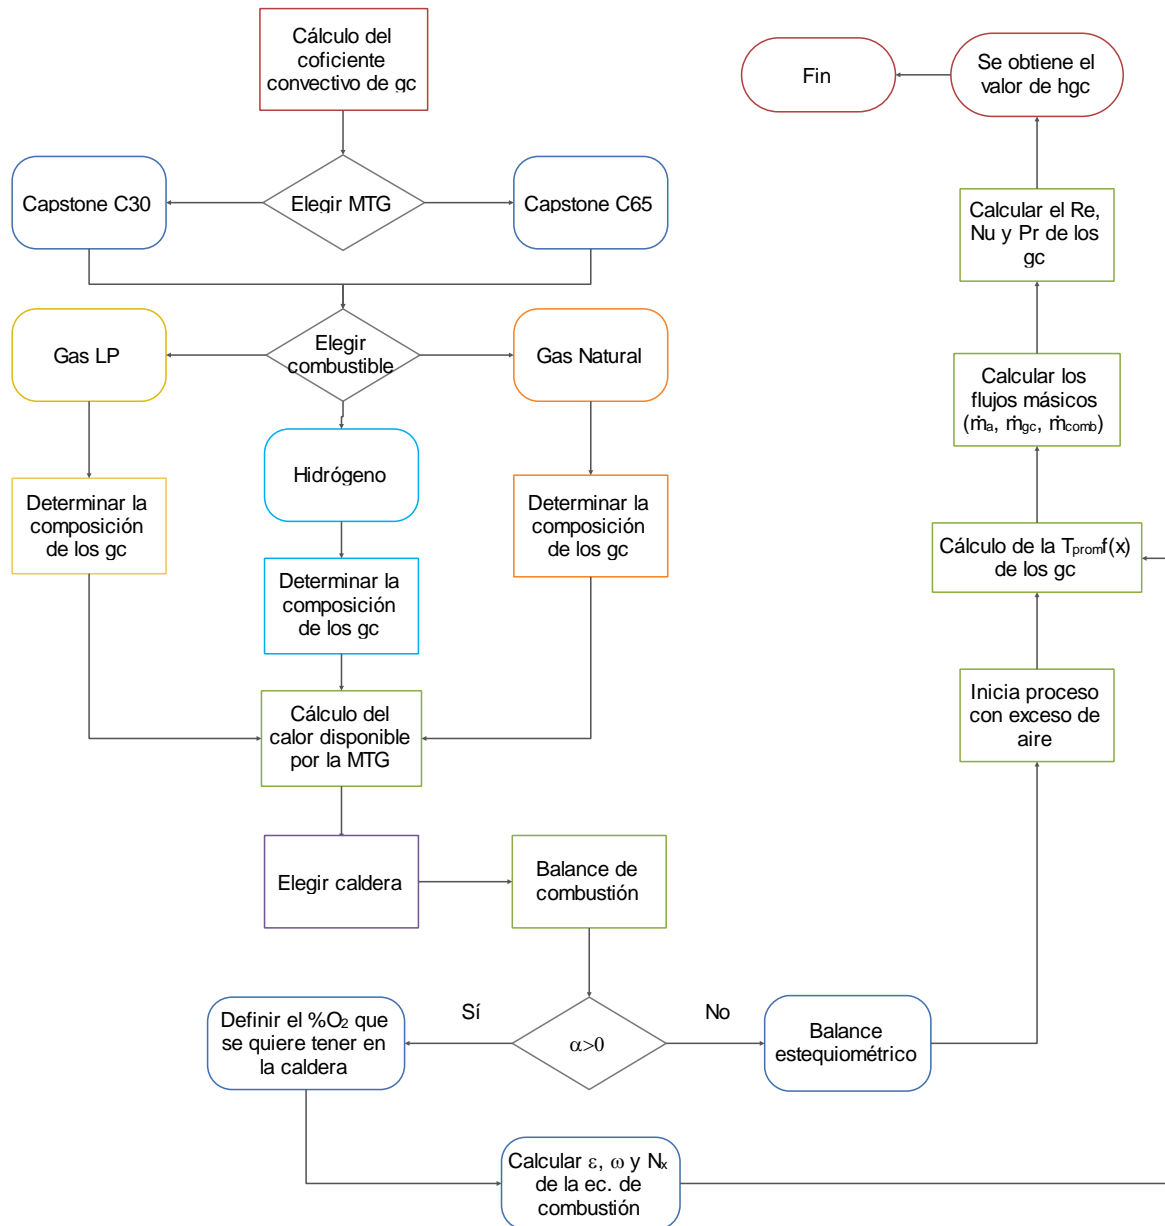 Cálculo del
coficiente
convectivo de gc
Elegir MTG
Capstone C30
Capstone C65
Elegir
combustible
Gas LP
Gas Natural
Hidrógeno
Determinar la
composición
de los gc
Determinar la
composición
de los gc
Determinar la
composición
de los gc
Cálculo del
calor disponible
por la MTG
Elegir caldera
Balance de
combustión
α>0
Sí
No
Definir el %O₂ que
se quiere tener en
la caldera
Balance
estequiométrico
Calcular ε, ω y Nₓ
de la ec. de
combustión
Inicia proceso
con exceso de
aire
Cálculo de la Tpromf(x)
de los gc
Calcular los
flujos másicos
(ṁa, ṁgc, ṁcomb)
Calcular el Re,
Nu y Pr de los
gc
Se obtiene el
valor de hgc
Fin